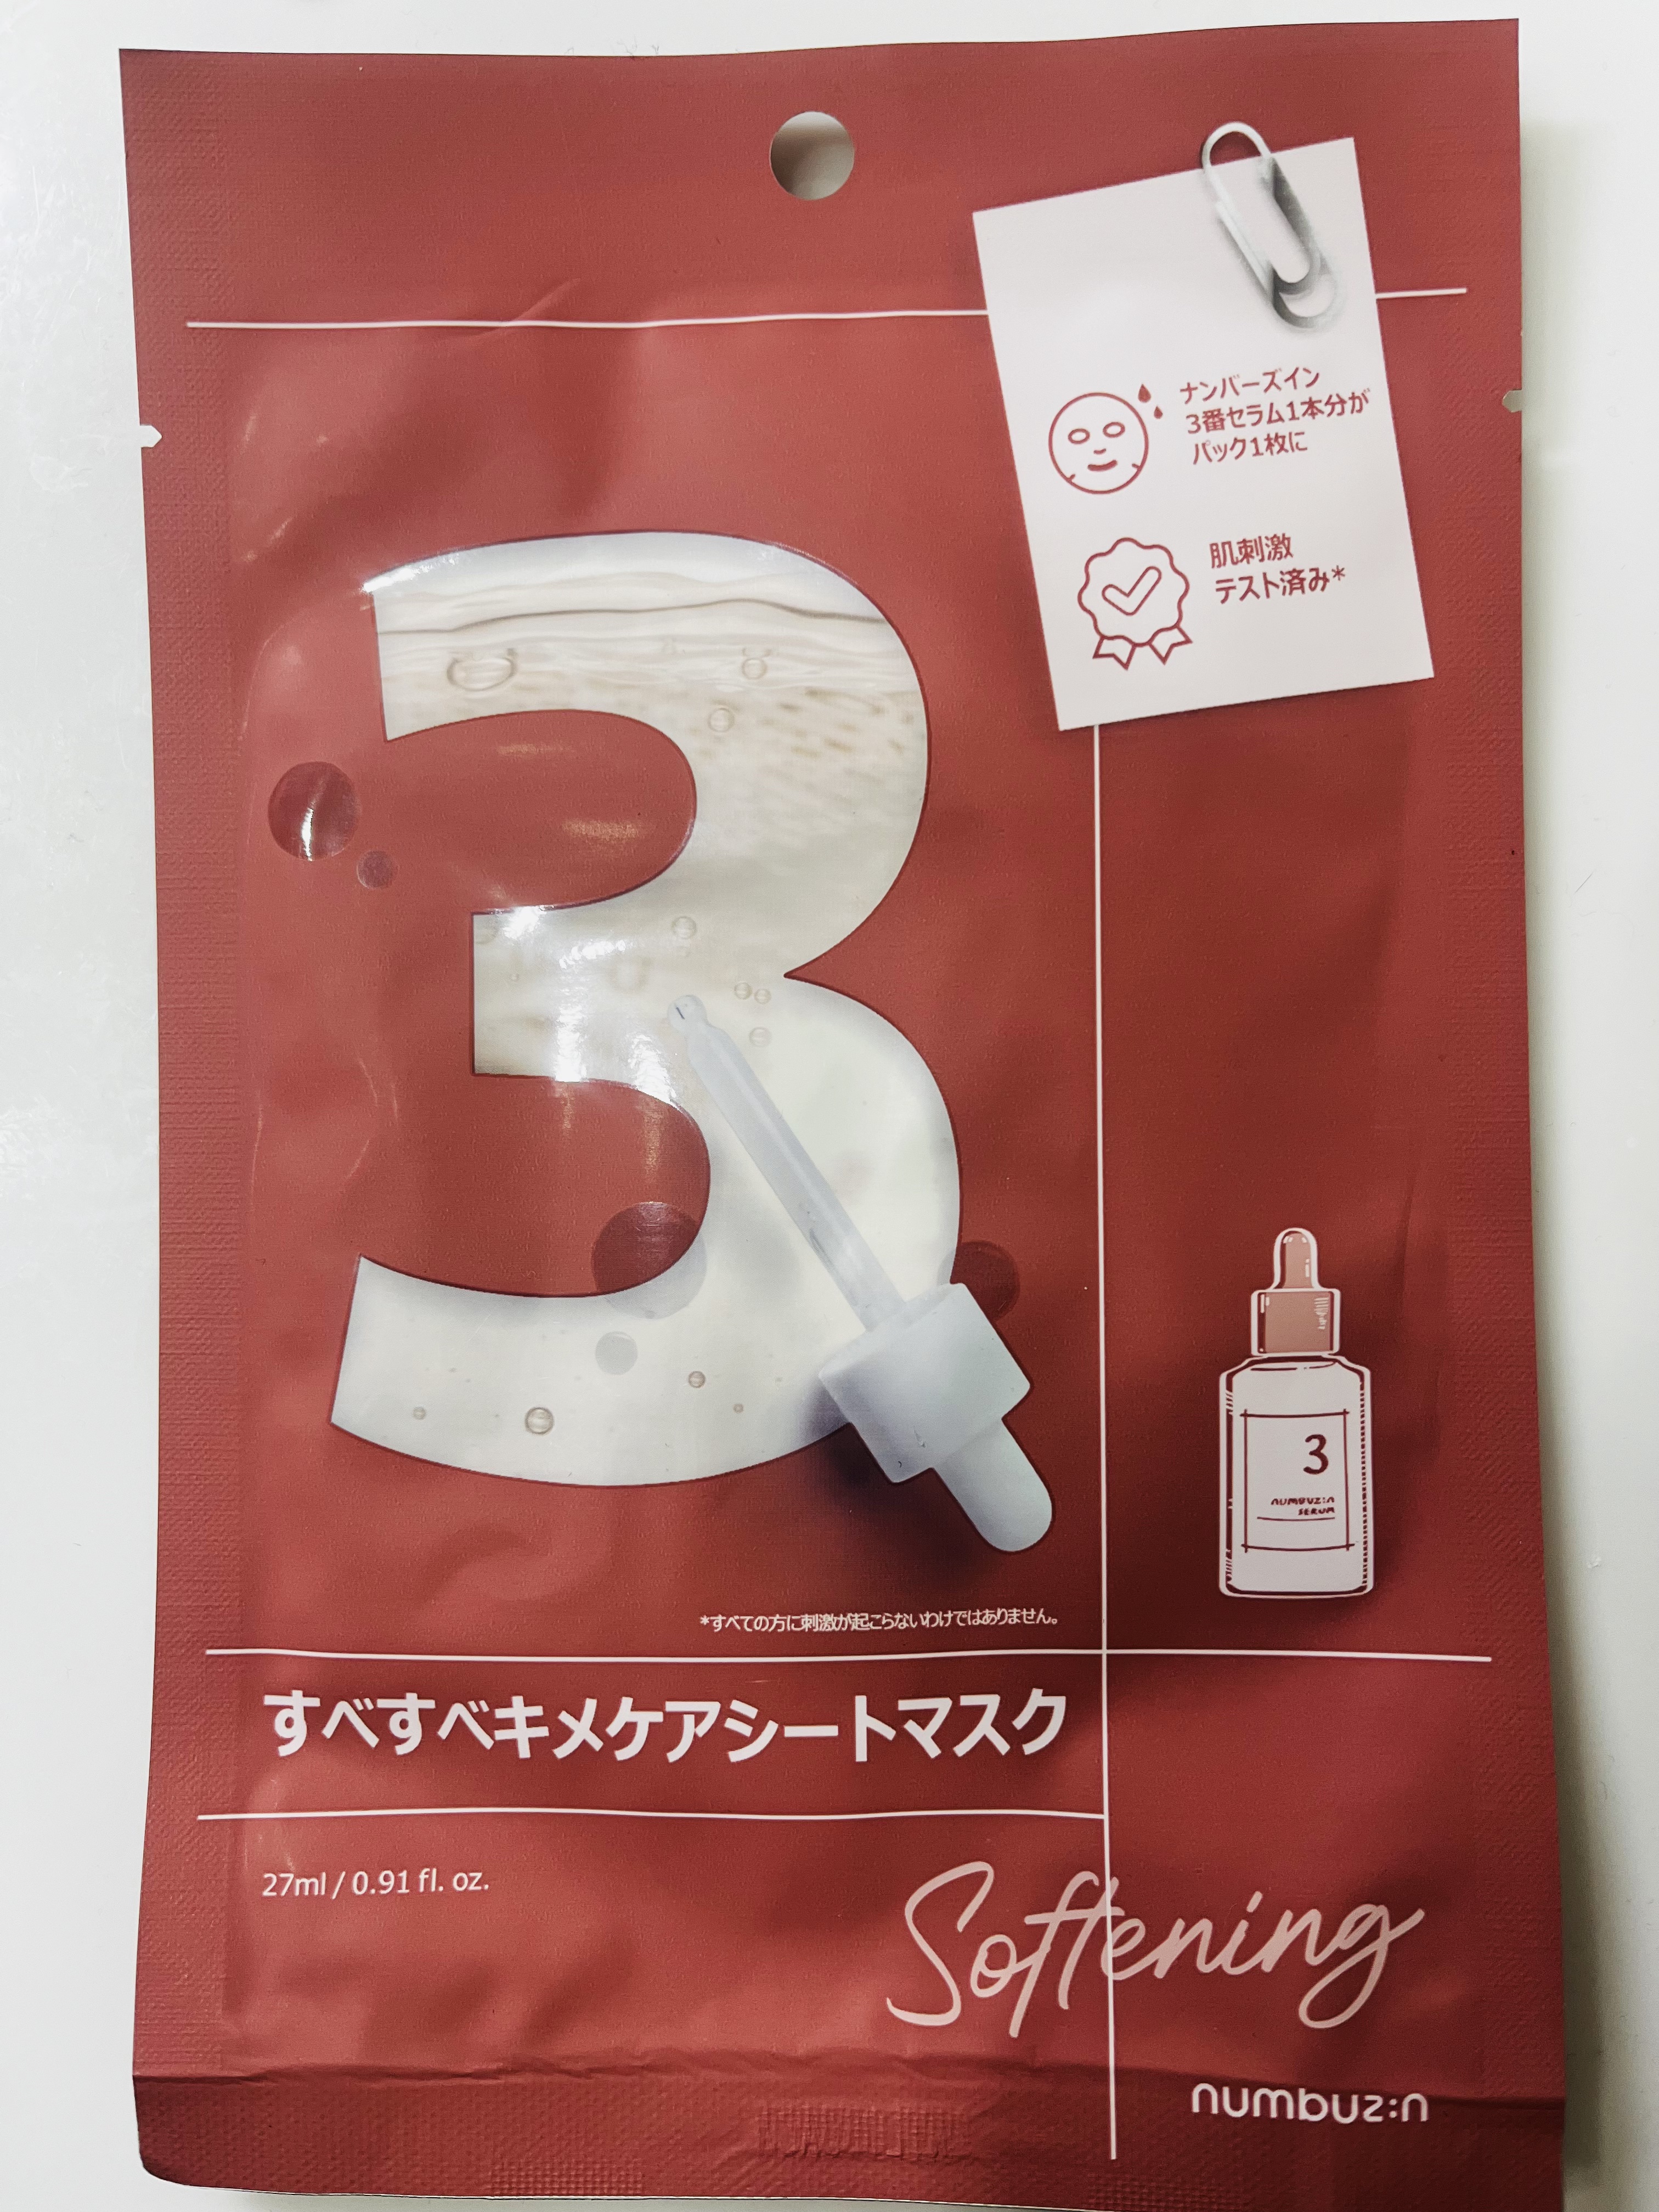 ナンバーズイン
3番セラム1本分が
パック1枚に
肌刺激
テスト済み*
3
3
numbuz:n
SERUM
*すべての方に刺激が起こらないわけではありません。
すべすべキメケアシートマスク
27ml / 0.91 fl. oz.
Softening
numbuz:n